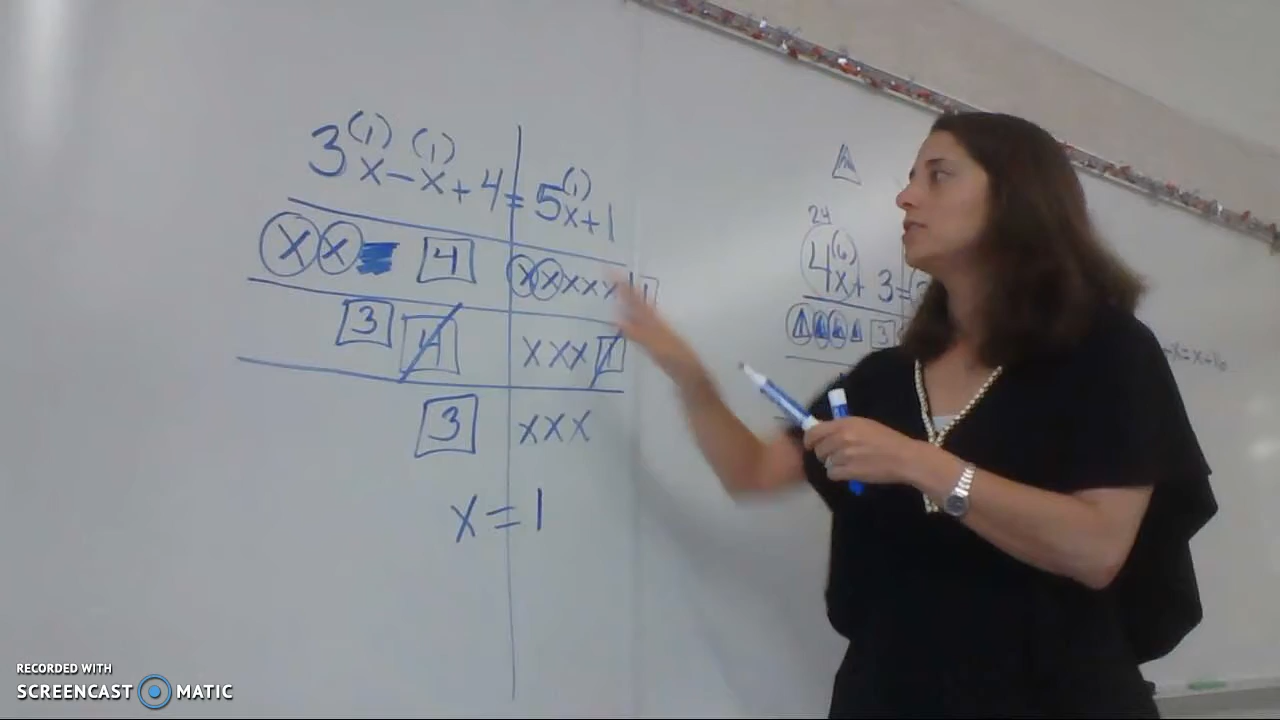 3x(1)-x(1)+4=5x(1)+1
XX 4 XXXXX 1
3 4 XXX 1
3 XXX
x=1
24
4x(6)+3=
3
RECORDED WITH
SCREENCAST MATIC